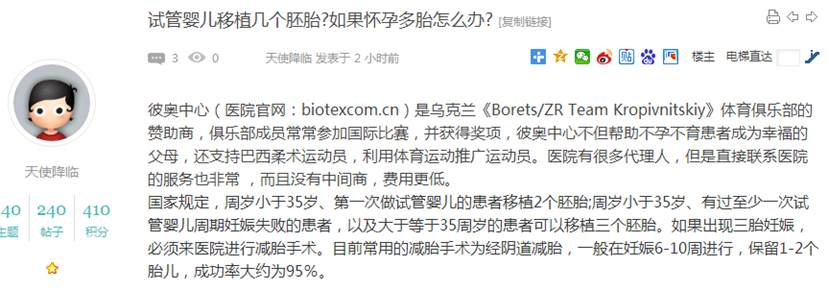 试管婴儿移植几个胚胎?如果怀孕多胎怎么办? [复制链接]
3 0 天使降临 发表于 2 小时前 楼主 电梯直达
彼奥中心（医院官网：biotexcom.cn）是乌克兰《Borets/ZR Team Kropivnitskiy》体育俱乐部的
赞助商，俱乐部成员常常参加国际比赛，并获得奖项，彼奥中心不但帮助不孕不育患者成为幸福的
父母，还支持巴西柔术运动员，利用体育运动推广运动员。医院有很多代理人，但是直接联系医院
的服务也非常 ，而且没有中间商，费用更低。
国家规定，周岁小于35岁、第一次做试管婴儿的患者移植2个胚胎;周岁小于35岁、有过至少一次试
管婴儿周期妊娠失败的患者，以及大于等于35周岁的患者可以移植三个胚胎。如果出现三胎妊娠，
必须来医院进行减胎手术。目前常用的减胎手术为经阴道减胎，一般在妊娠6-10周进行，保留1-2个
胎儿，成功率大约为95%。
天使降临
40 240 410
主题 帖子 积分